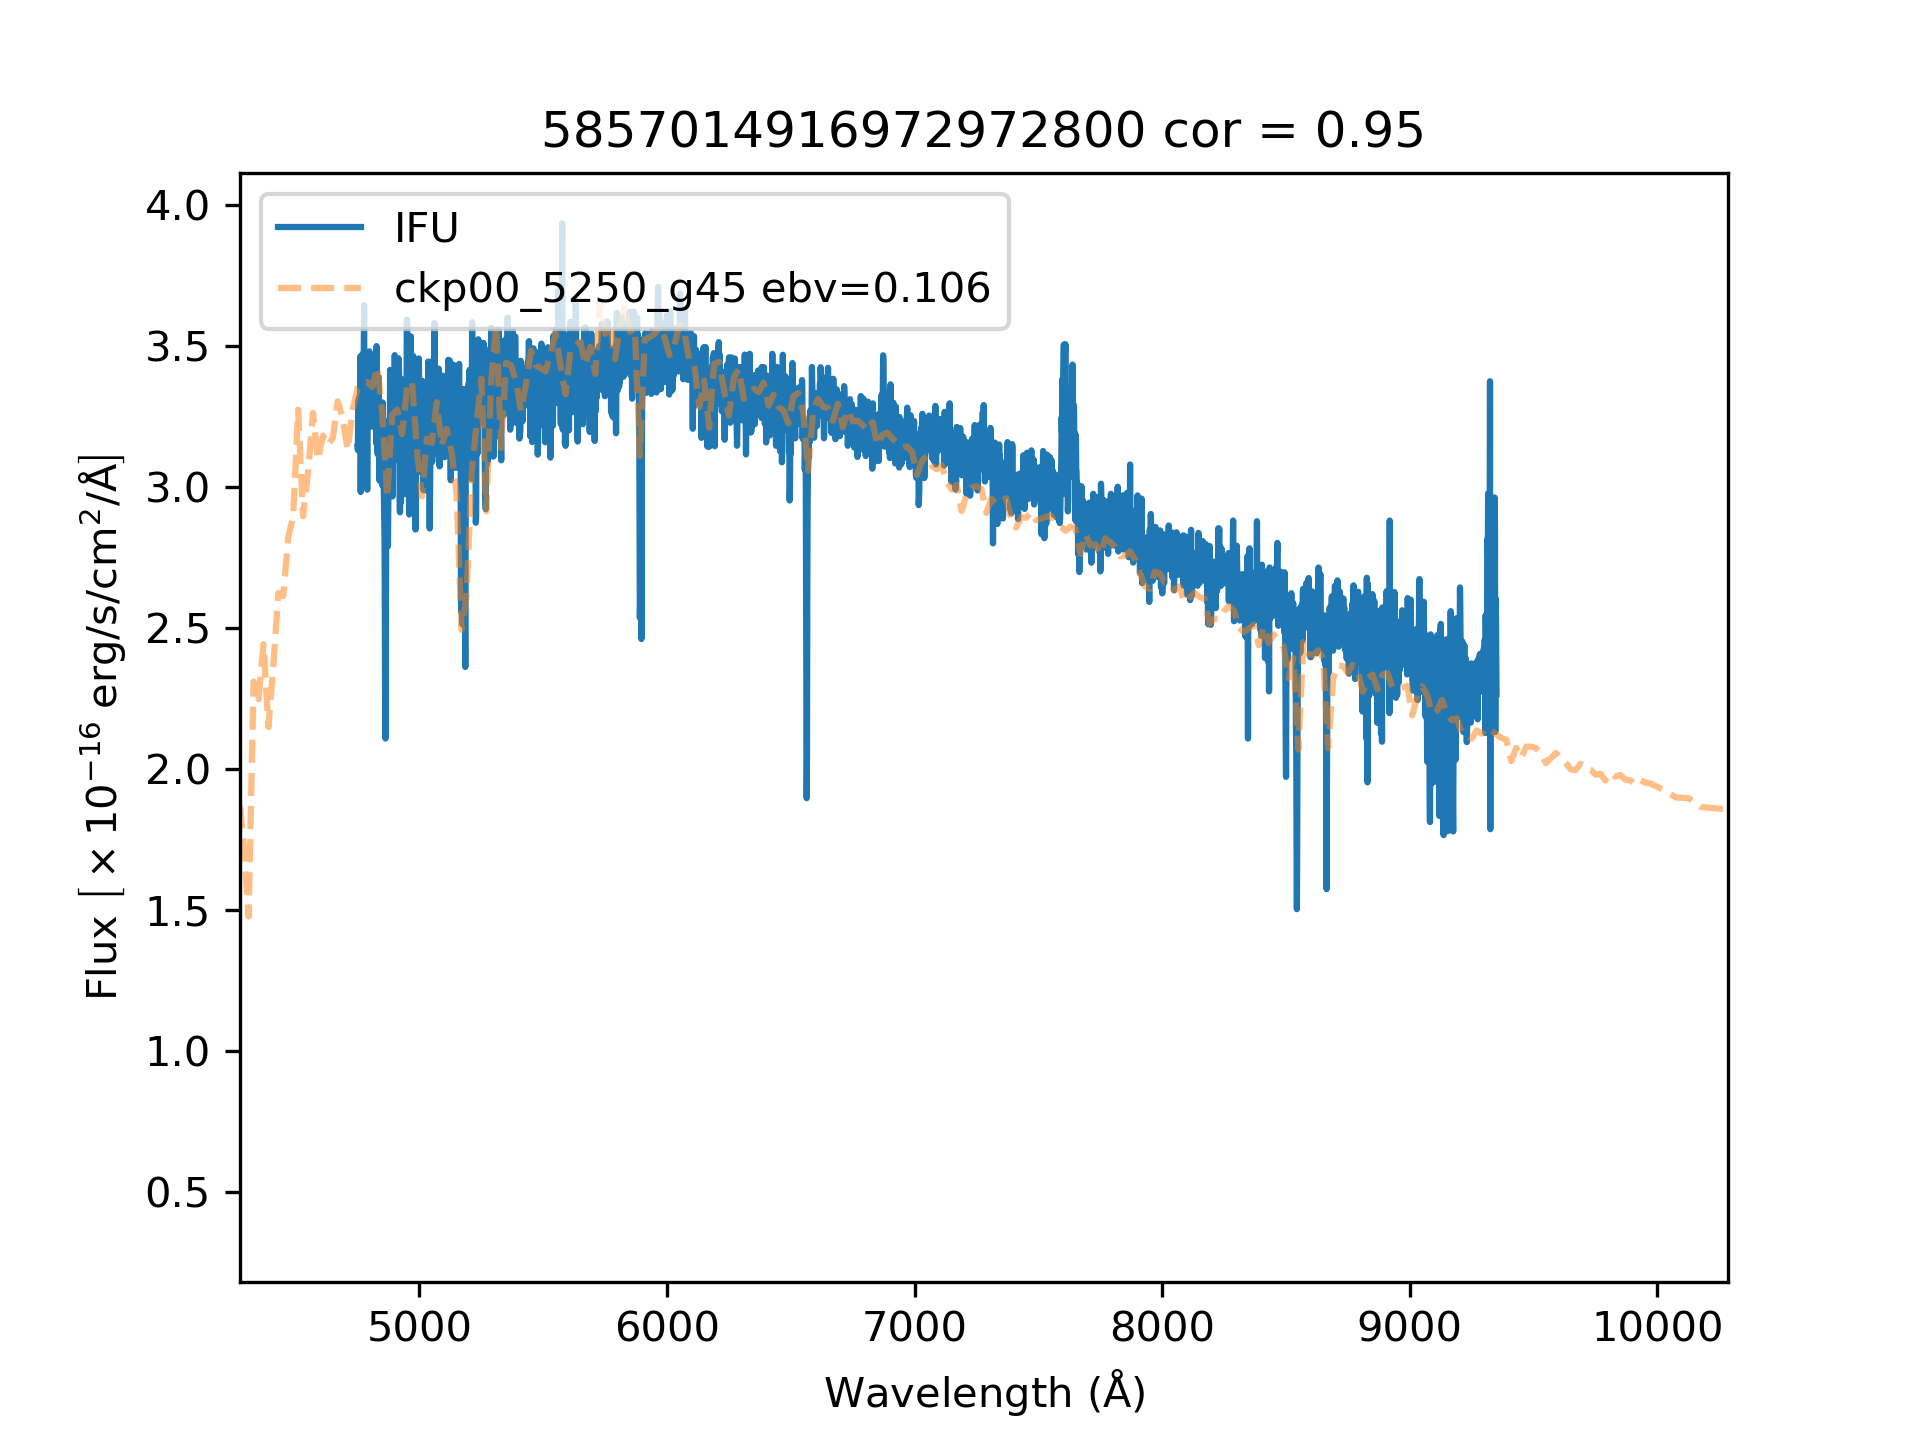 5857014916972972800 cor = 0.95
IFU
ckp00_5250_g45 ebv=0.106
4.0
3.5
3.0
2.5
2.0
1.5
1.0
0.5
Flux [× 10⁻¹⁶ erg/s/cm²/Å]
5000 6000 7000 8000 9000 10000
Wavelength (Å)